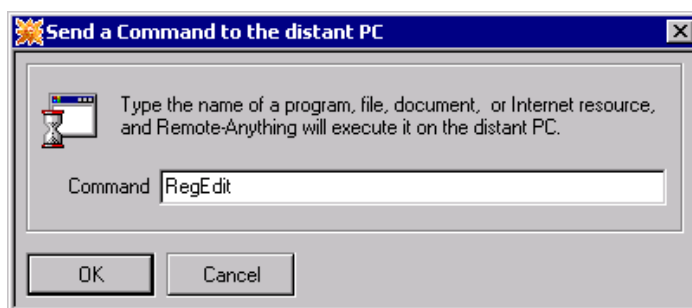 Send a Command to the distant PC
Type the name of a program, file, document, or Internet resource,
and Remote-Anything will execute it on the distant PC.
Command RegEdit
OK Cancel